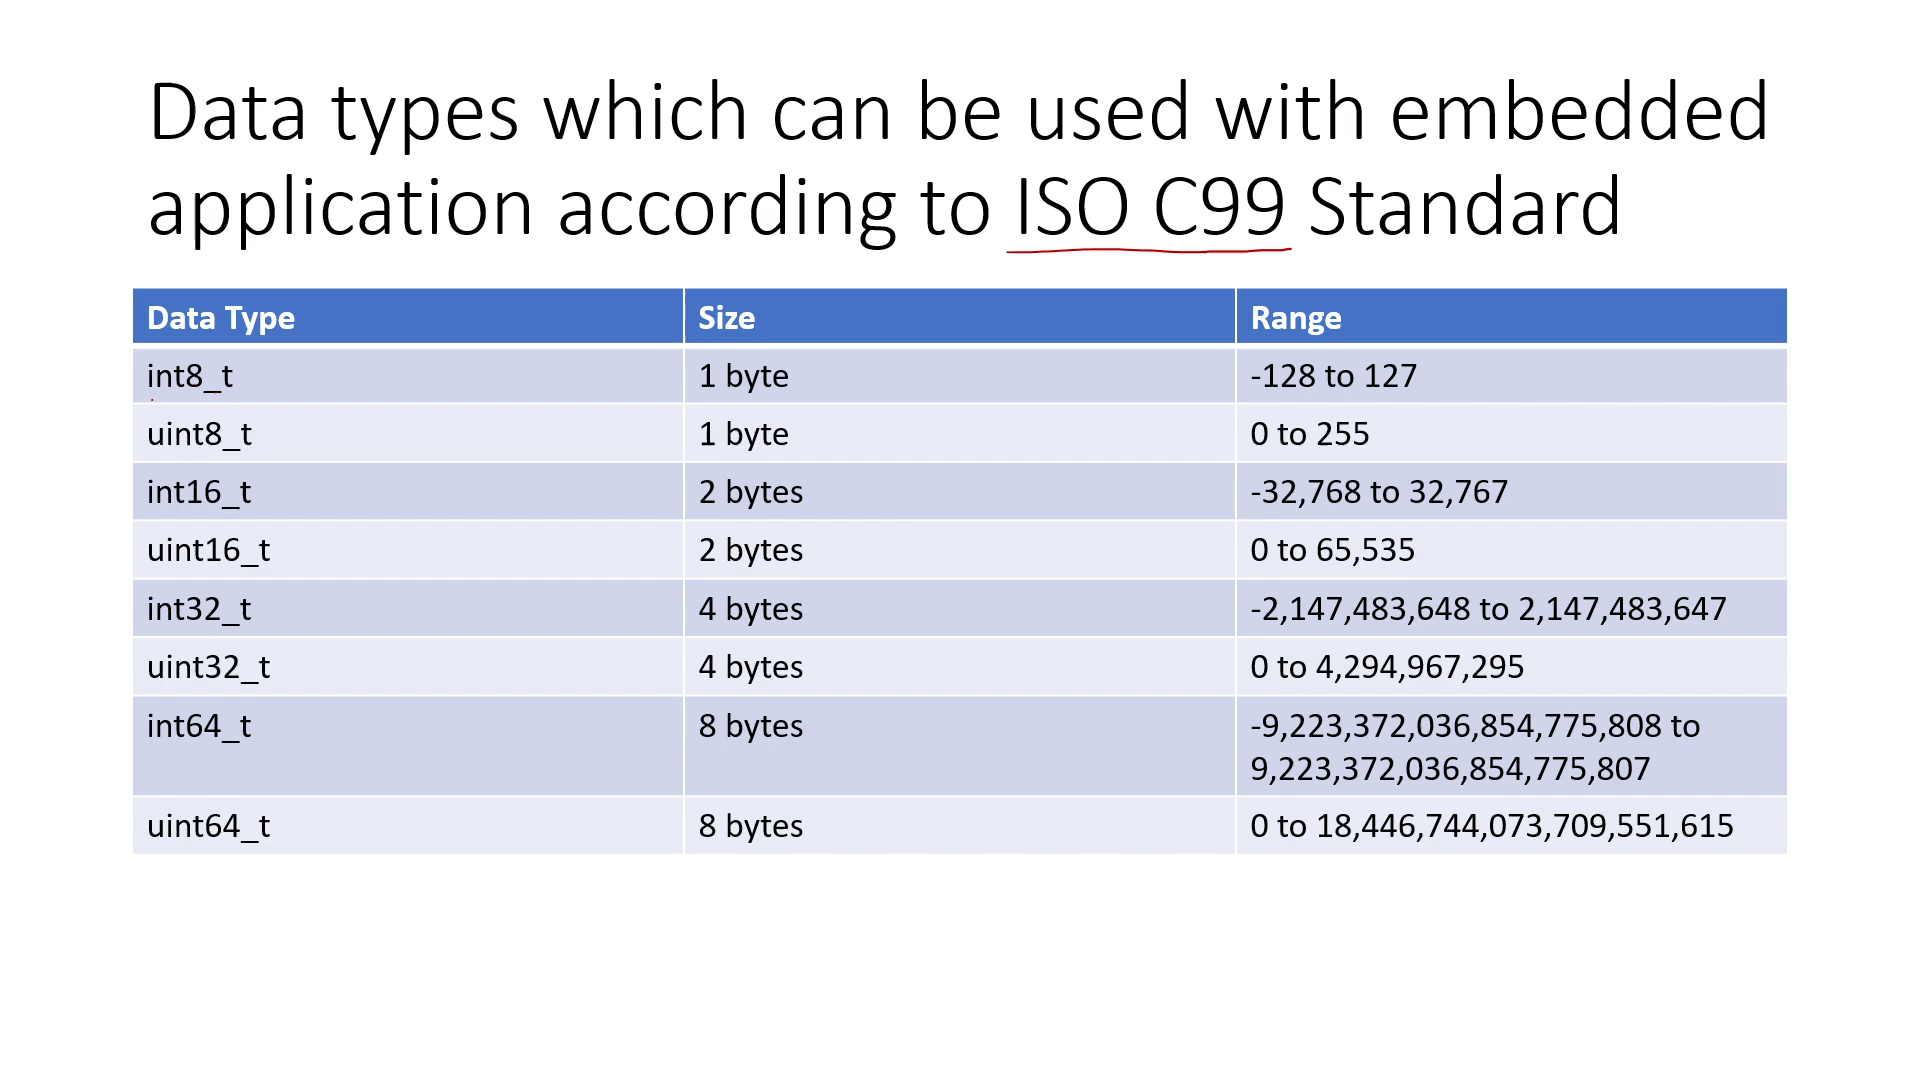 Data types which can be used with embedded
application according to ISO C99 Standard
Data Type Size Range
int8_t 1 byte -128 to 127
uint8_t 1 byte 0 to 255
int16_t 2 bytes -32,768 to 32,767
uint16_t 2 bytes 0 to 65,535
int32_t 4 bytes -2,147,483,648 to 2,147,483,647
uint32_t 4 bytes 0 to 4,294,967,295
int64_t 8 bytes -9,223,372,036,854,775,808 to
9,223,372,036,854,775,807
uint64_t 8 bytes 0 to 18,446,744,073,709,551,615